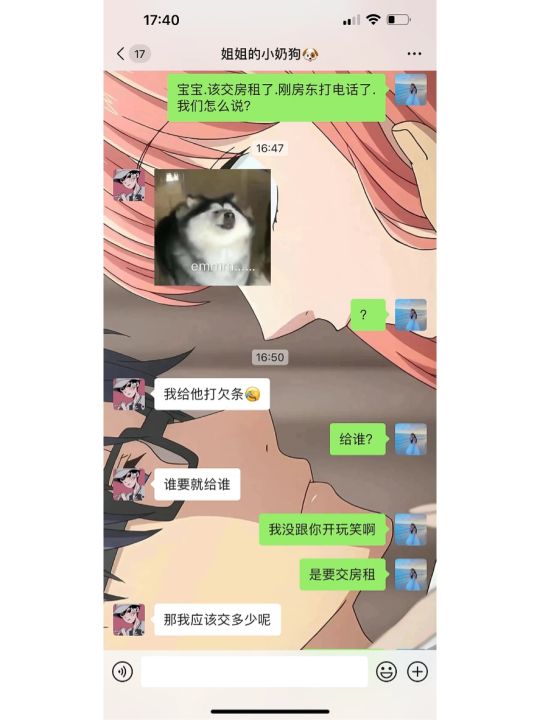 17:40
17
姐姐的小奶狗🐶
宝宝.该交房租了.刚房东打电话了.
我们怎么说?
16:47
emmm......
?
16:50
我给他打欠条😂
给谁?
谁要就给谁
我没跟你开玩笑啊
是要交房租
那我应该交多少呢